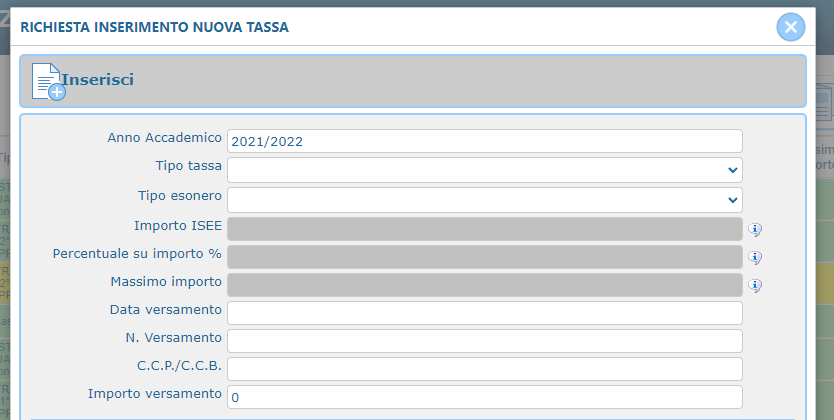 RICHIESTA INSERIMENTO NUOVA TASSA
Inserisci
Anno Accademico 2021/2022
Tipo tassa
Tipo esonero
Importo ISEE
Percentuale su importo %
Massimo importo
Data versamento
N. Versamento
C.C.P./C.C.B.
Importo versamento 0